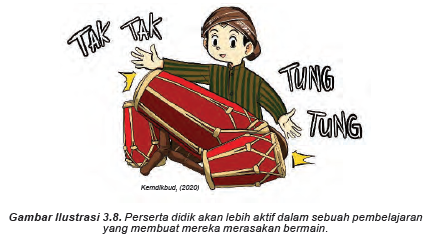 TAK TAK
TUNG
TUNG
Kemdikbud, (2020)
Gambar Ilustrasi 3.8. Perserta didik akan lebih aktif dalam sebuah pembelajaran
yang membuat mereka merasakan bermain.